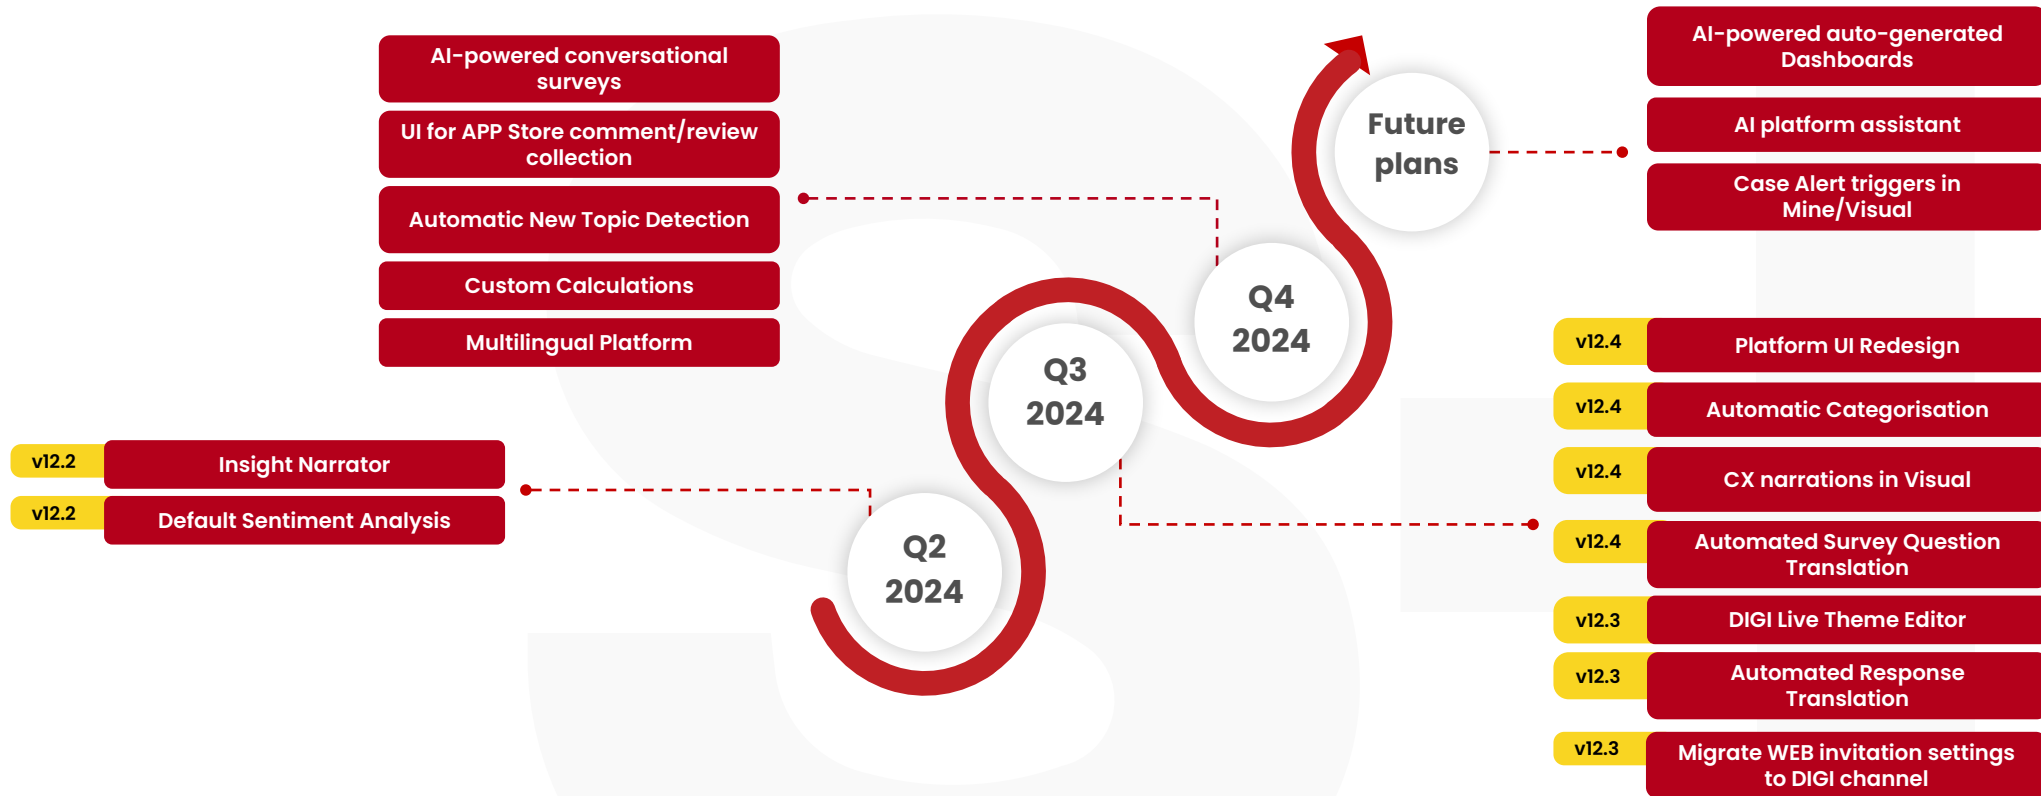 AI-powered conversational
surveys
UI for APP Store comment/review
collection
Automatic New Topic Detection
Custom Calculations
Multilingual Platform
v12.2
Insight Narrator
v12.2
Default Sentiment Analysis
Q2
2024
Q3
2024
Q4
2024
Future
plans
AI-powered auto-generated
Dashboards
AI platform assistant
Case Alert triggers in
Mine/Visual
v12.4
Platform UI Redesign
v12.4
Automatic Categorisation
v12.4
CX narrations in Visual
v12.4
Automated Survey Question
Translation
v12.3
DIGI Live Theme Editor
v12.3
Automated Response
Translation
v12.3
Migrate WEB invitation settings
to DIGI channel